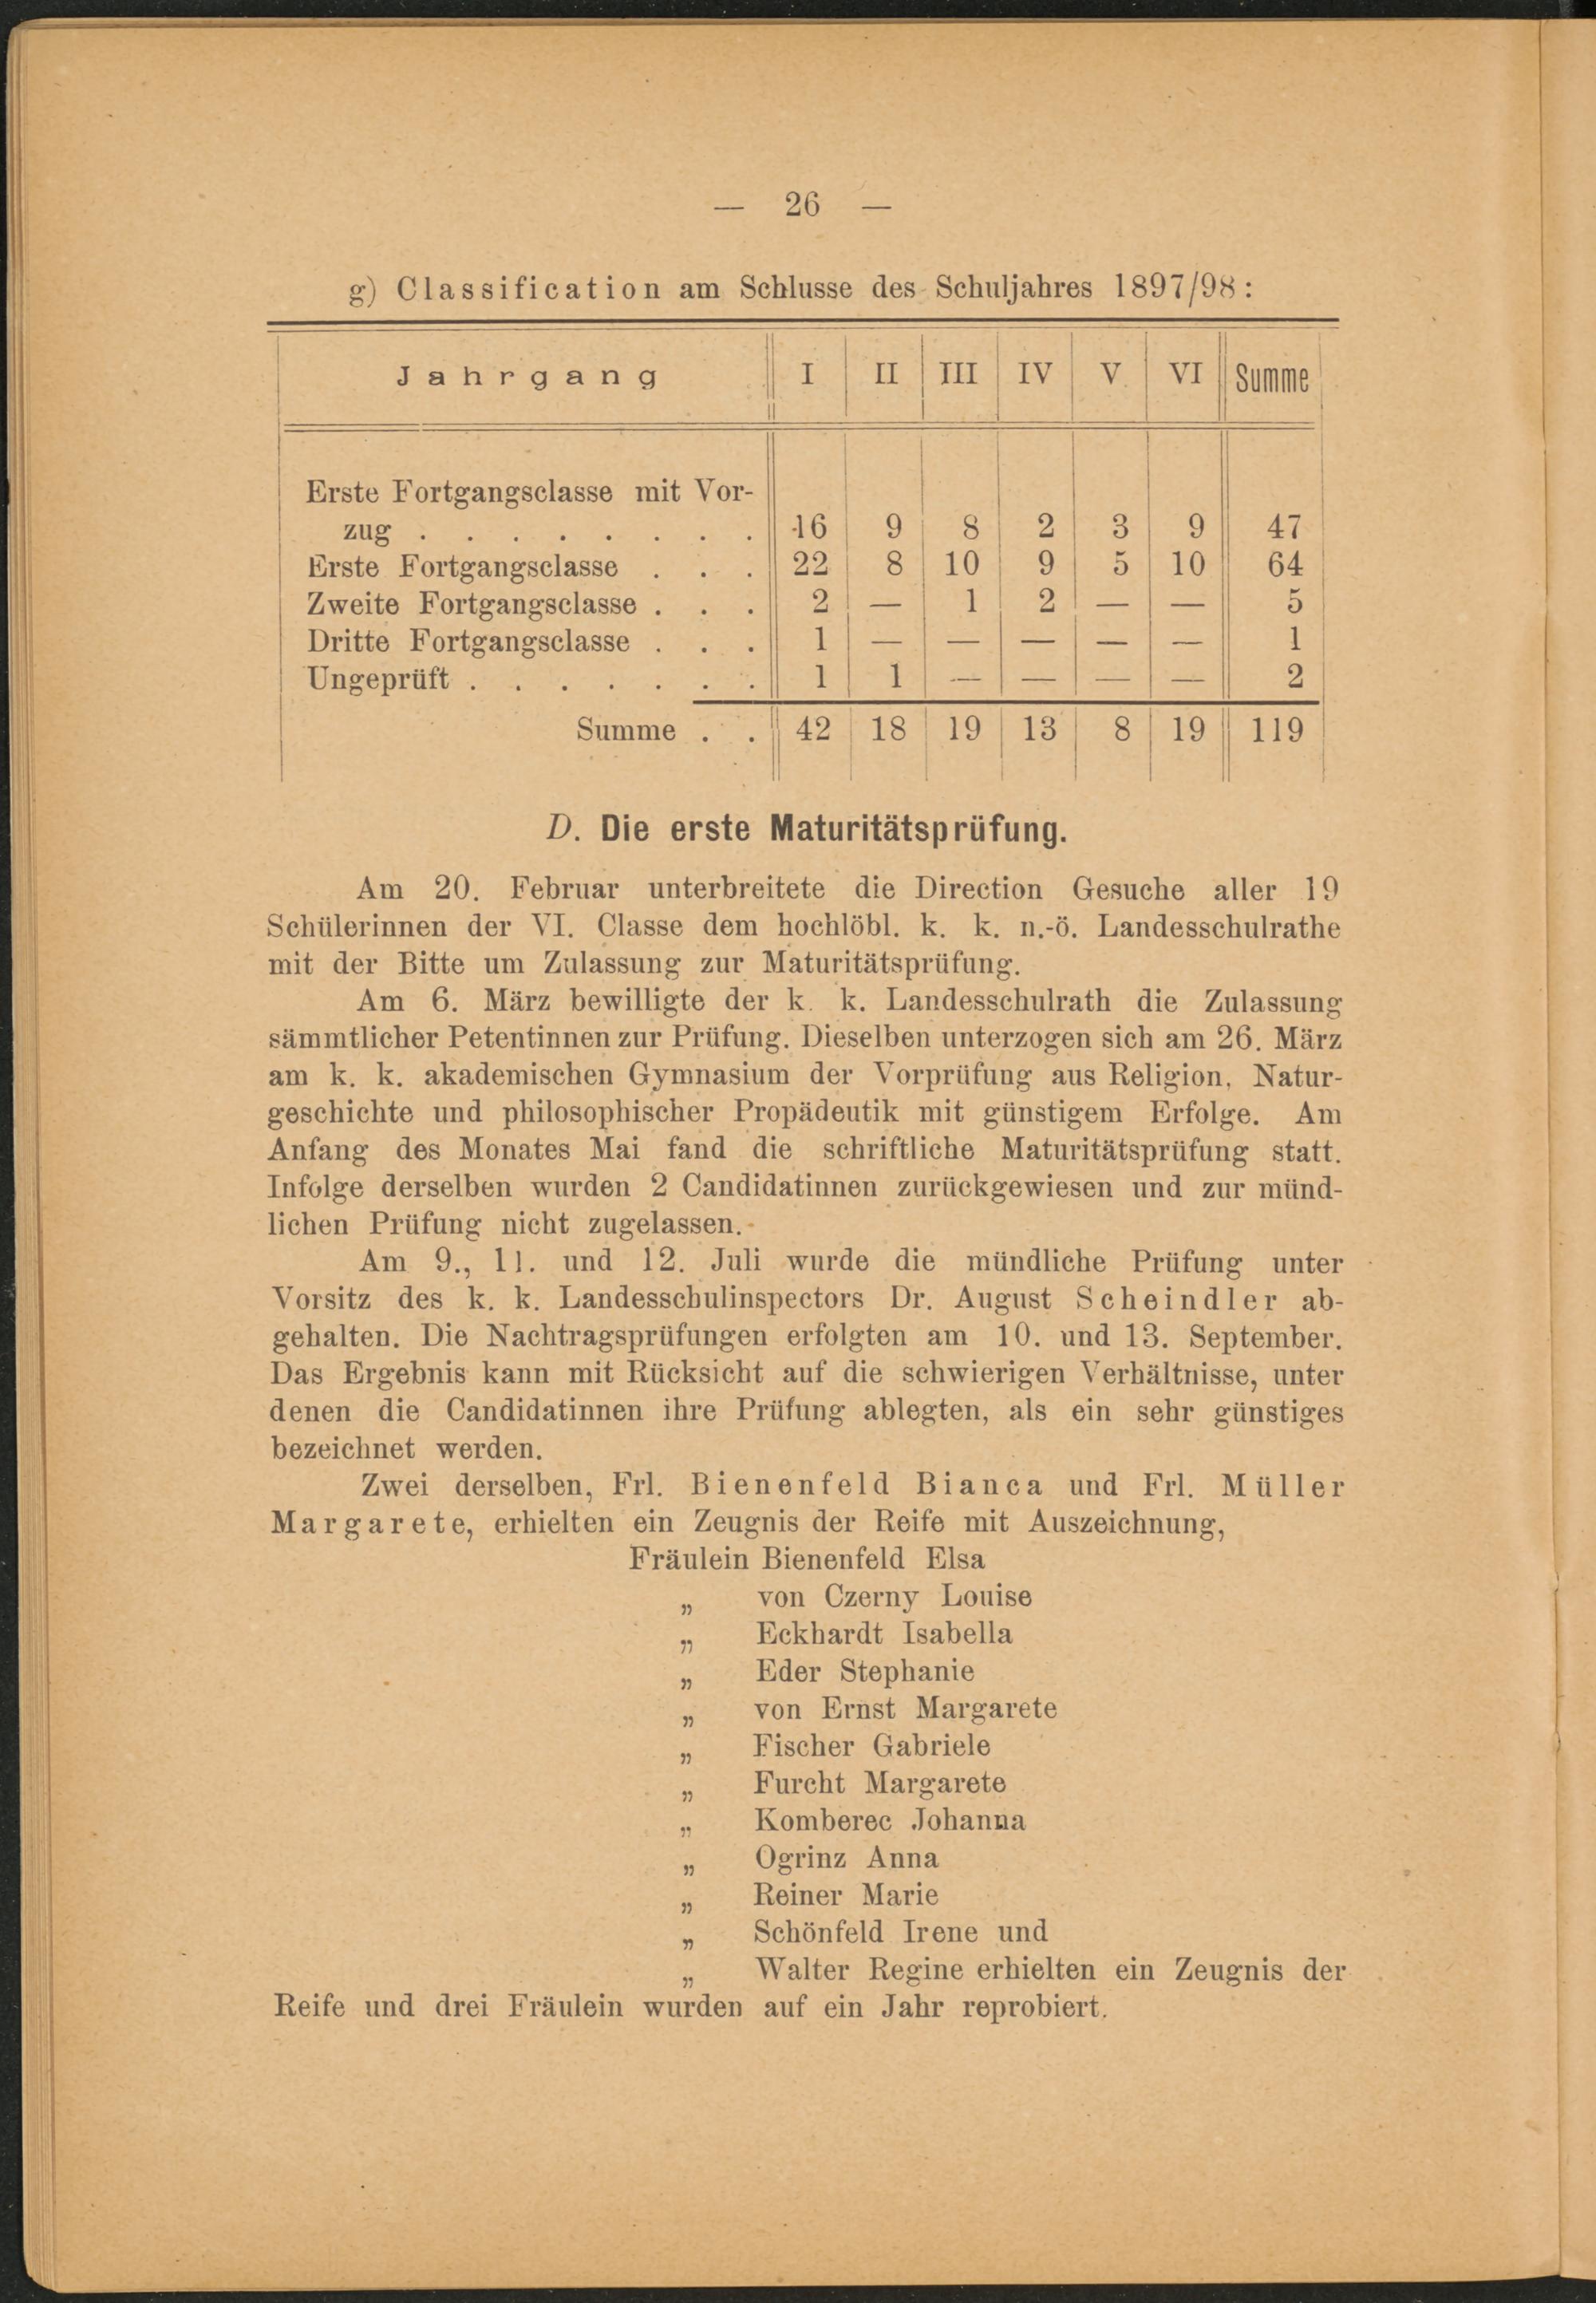 — 26 —
g) Classification am Schlusse des Schuljahres 1897/98:
Jahrgang I II III IV V VI Summe
Erste Fortgangsclasse mit Vor-
zug . . . . . . . . 16 9 8 2 3 9 47
Erste Fortgangsclasse . . . 22 8 10 9 5 10 64
Zweite Fortgangsclasse . . . 2 — 1 2 — — 5
Dritte Fortgangsclasse . . . 1 — — — — — 1
Ungeprüft . . . . . . . 1 1 — — — — 2
Summe . . 42 18 19 13 8 19 119
D. Die erste Maturitätsprüfung.
Am 20. Februar unterbreitete die Direction Gesuche aller 19
Schülerinnen der VI. Classe dem hochlöbl. k. k. n.-ö. Landesschulrathe
mit der Bitte um Zulassung zur Maturitätsprüfung.
Am 6. März bewilligte der k. k. Landesschulrath die Zulassung
sämmtlicher Petentinnen zur Prüfung. Dieselben unterzogen sich am 26. März
am k. k. akademischen Gymnasium der Vorprüfung aus Religion, Natur-
geschichte und philosophischer Propädeutik mit günstigem Erfolge. Am
Anfang des Monates Mai fand die schriftliche Maturitätsprüfung statt.
Infolge derselben wurden 2 Candidatinnen zurückgewiesen und zur münd-
lichen Prüfung nicht zugelassen.
Am 9., 11. und 12. Juli wurde die mündliche Prüfung unter
Vorsitz des k. k. Landesschulinspectors Dr. August Scheindler ab-
gehalten. Die Nachtragsprüfungen erfolgten am 10. und 13. September.
Das Ergebnis kann mit Rücksicht auf die schwierigen Verhältnisse, unter
denen die Candidatinnen ihre Prüfung ablegten, als ein sehr günstiges
bezeichnet werden.
Zwei derselben, Frl. Bienenfeld Bianca und Frl. Müller
Margarete, erhielten ein Zeugnis der Reife mit Auszeichnung,
Fräulein Bienenfeld Elsa
„ von Czerny Louise
„ Eckhardt Isabella
„ Eder Stephanie
„ von Ernst Margarete
„ Fischer Gabriele
„ Furcht Margarete
„ Komberec Johanna
„ Ogrinz Anna
„ Reiner Marie
„ Schönfeld Irene und
„ Walter Regine erhielten ein Zeugnis der
Reife und drei Fräulein wurden auf ein Jahr reprobiert.